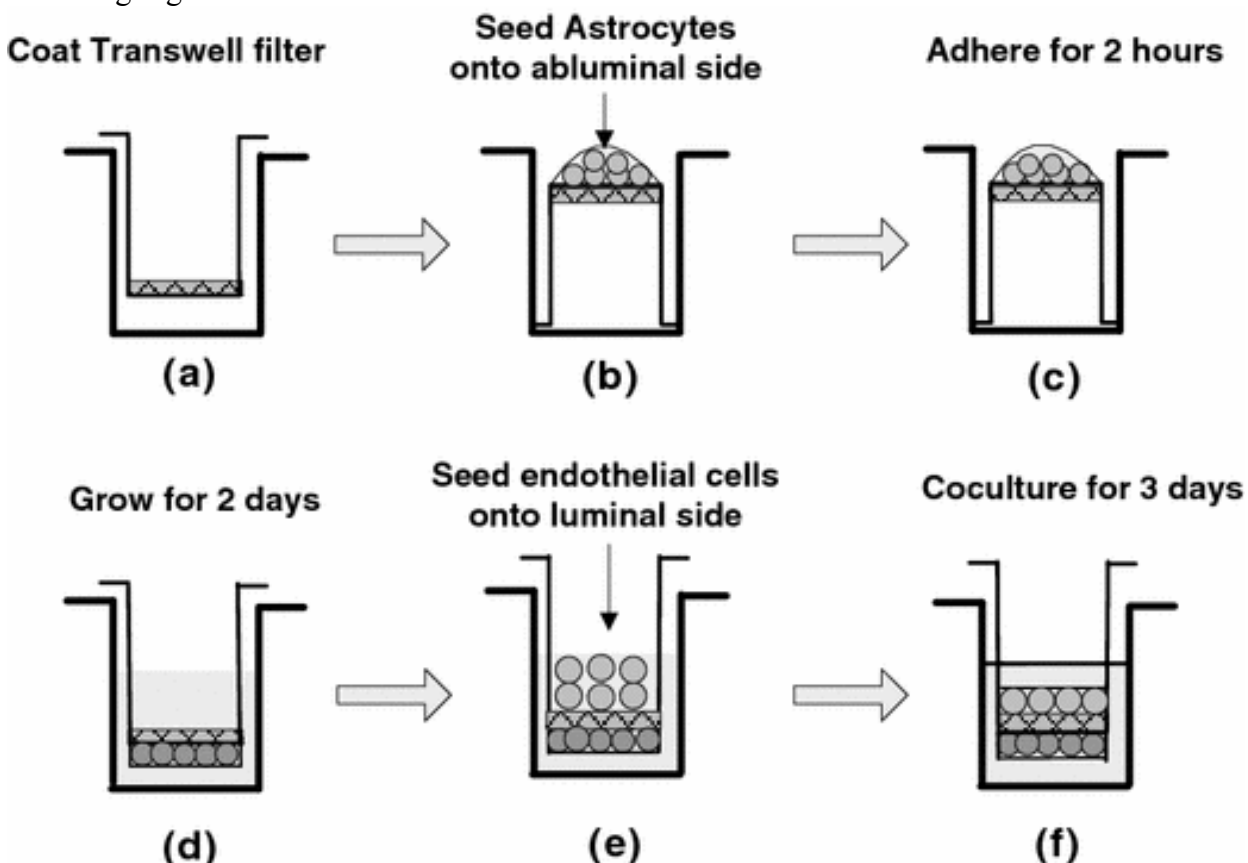 Coat Transwell filter
Seed Astrocytes
onto abluminal side
Adhere for 2 hours
(a)
(b)
(c)
Grow for 2 days
Seed endothelial cells
onto luminal side
Coculture for 3 days
(d)
(e)
(f)